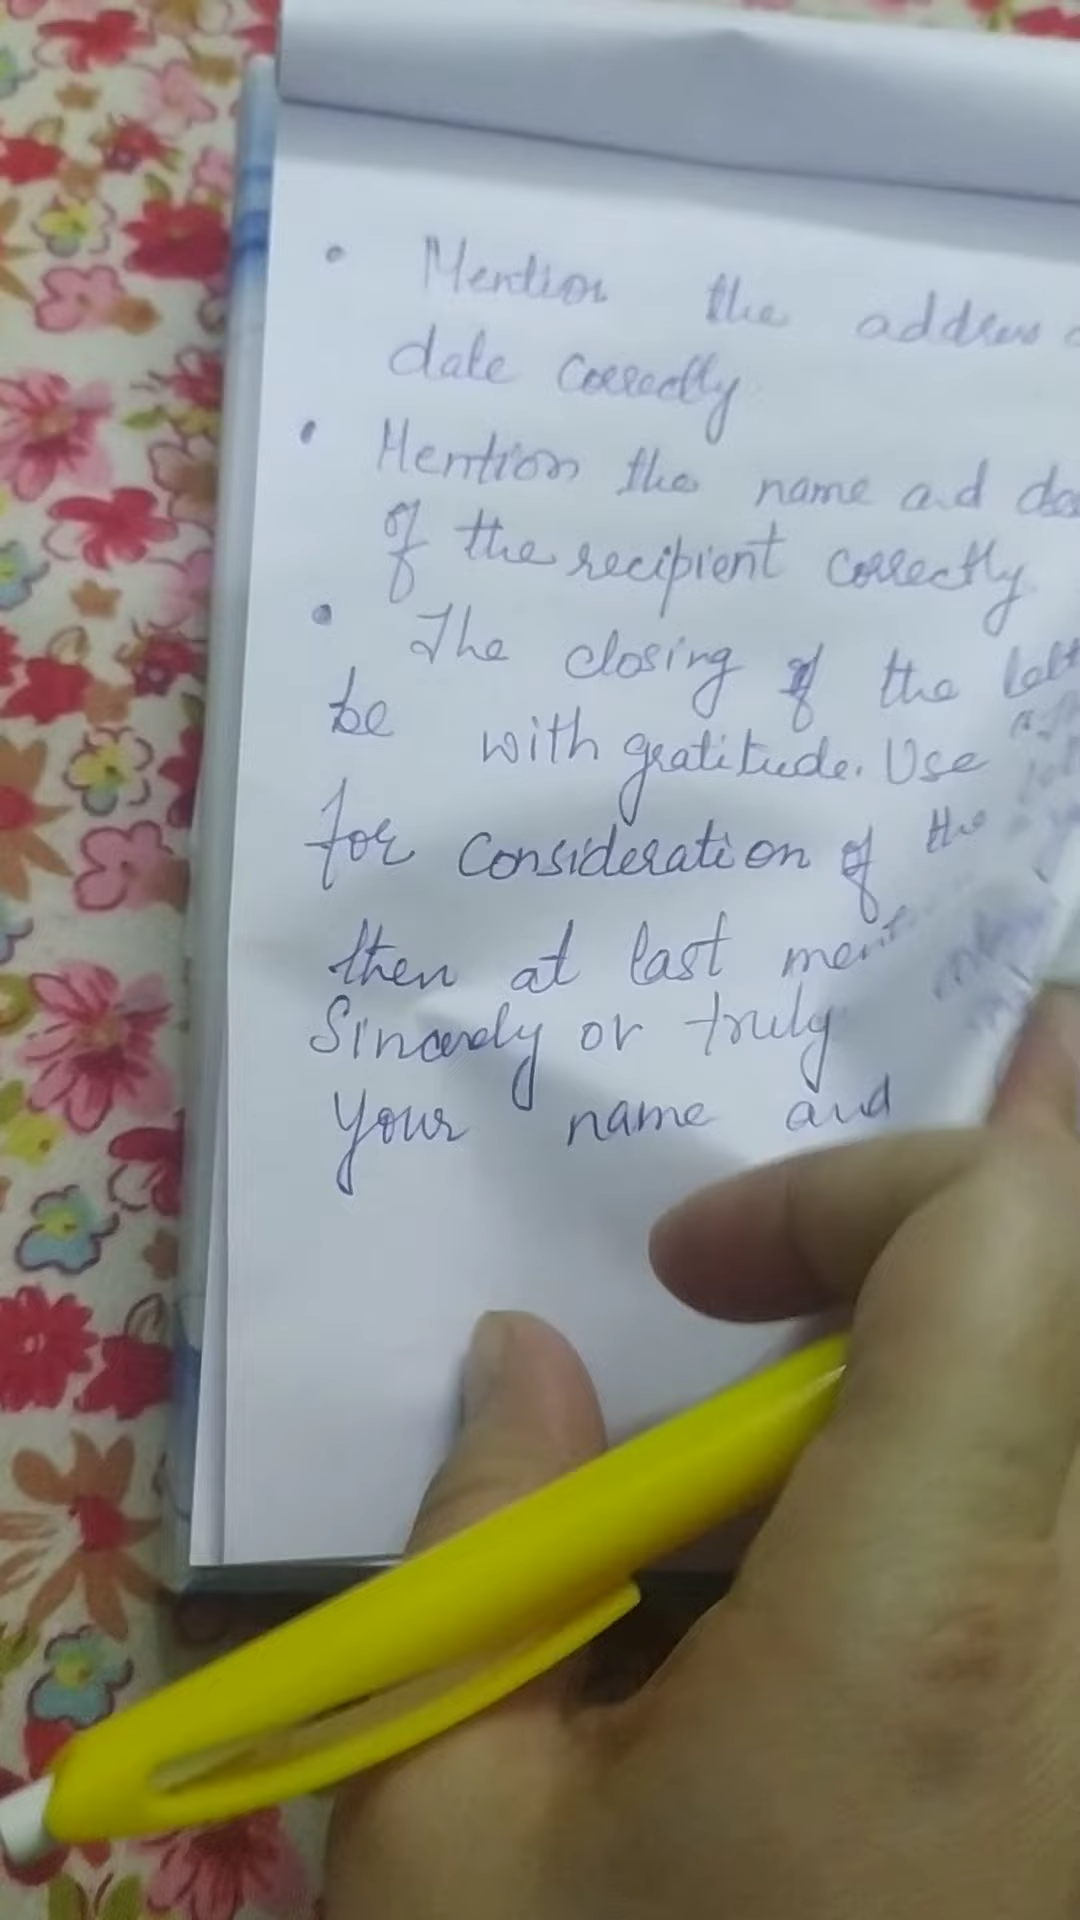 • Mention the address
date correctly
• Mention the name and
of the recipient correctly
• The closing of the
be with gratitude. Use
for consideration of the
then at last
Sincerely or truly
your name and